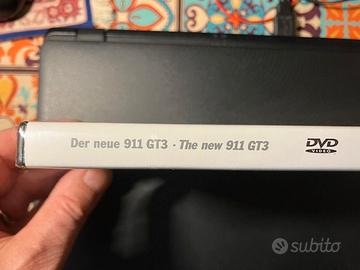 Der neue 911 GT3 · The new 911 GT3
DVD
VIDEO
subito